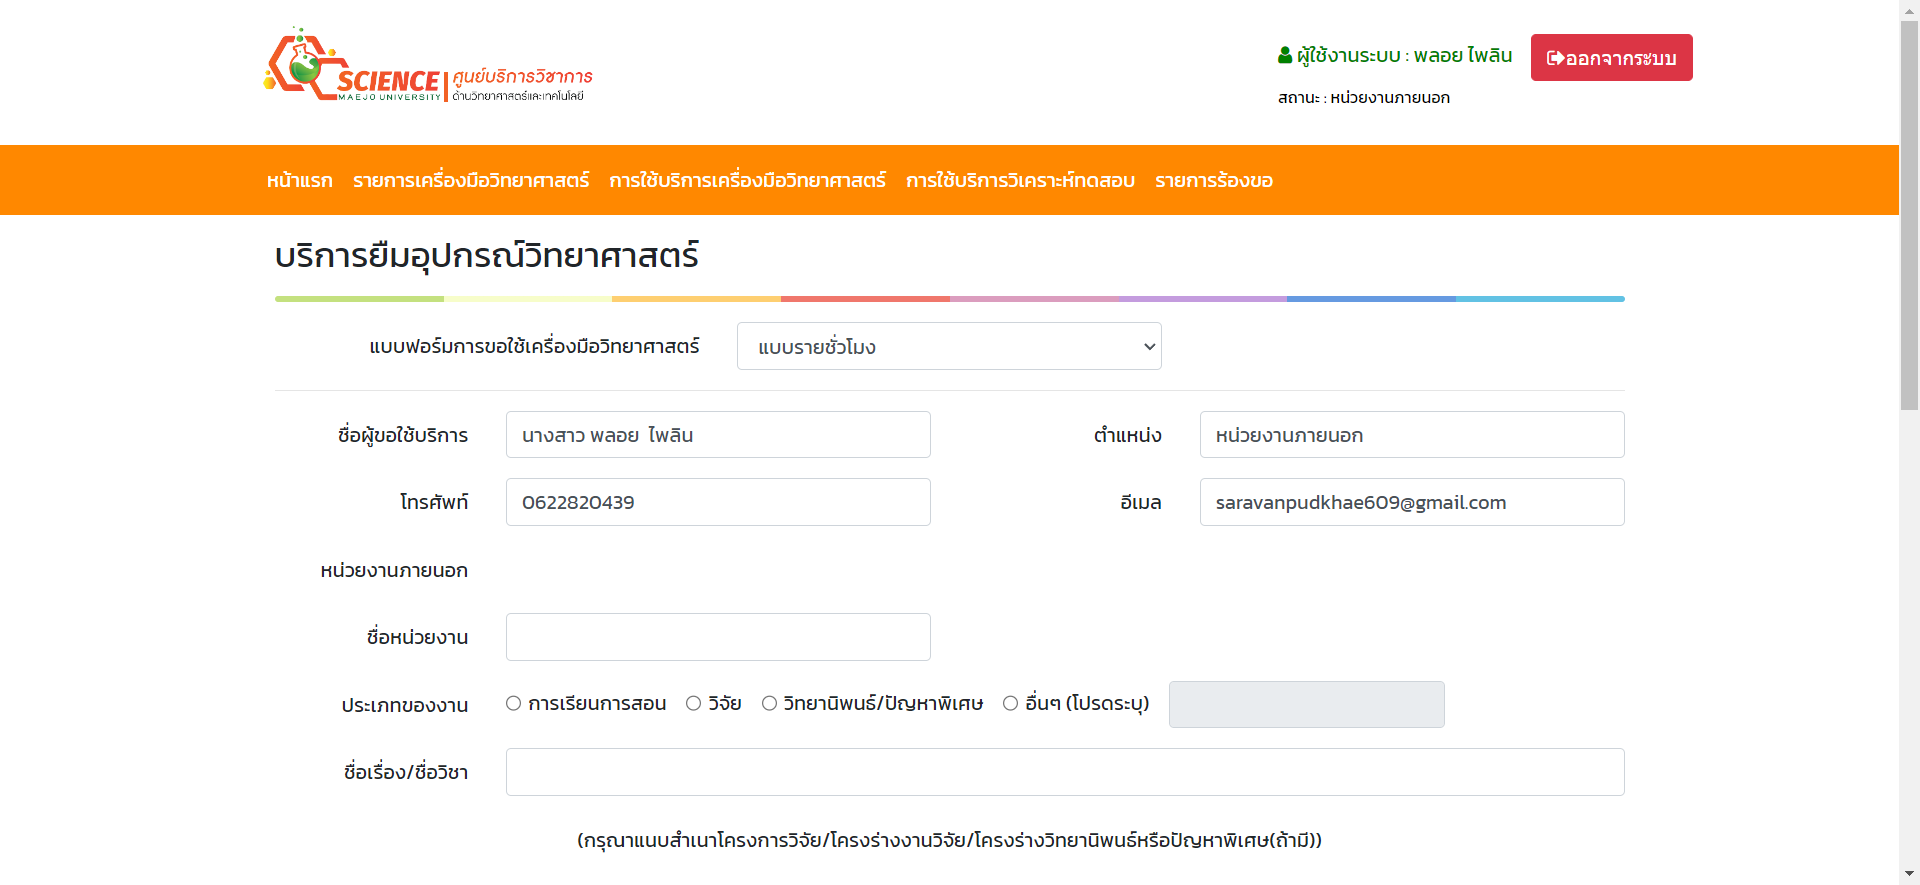 SCIENCE
MAEJO UNIVERSITY
ศูนย์บริการวิชาการ
ด้านวิทยาศาสตร์และเทคโนโลยี
ผู้ใช้งานระบบ : พลอย ไพลิน
ออกจากระบบ
สถานะ : หน่วยงานภายนอก
หน้าแรก รายการเครื่องมือวิทยาศาสตร์ การใช้บริการเครื่องมือวิทยาศาสตร์ การใช้บริการวิเคราะห์ทดสอบ รายการร้องขอ
บริการยืมอุปกรณ์วิทยาศาสตร์
แบบฟอร์มการขอใช้เครื่องมือวิทยาศาสตร์ แบบรายชั่วโมง
ชื่อผู้ขอใช้บริการ นางสาว พลอย ไพลิน ตำแหน่ง หน่วยงานภายนอก
โทรศัพท์ 0622820439 อีเมล saravanpudkhae609@gmail.com
หน่วยงานภายนอก
ชื่อหน่วยงาน
ประเภทของงาน การเรียนการสอน วิจัย วิทยานิพนธ์/ปัญหาพิเศษ อื่นๆ (โปรดระบุ)
ชื่อเรื่อง/ชื่อวิชา
(กรุณาแนบสำเนาโครงการวิจัย/โครงร่างงานวิจัย/โครงร่างวิทยานิพนธ์หรือปัญหาพิเศษ(ถ้ามี))